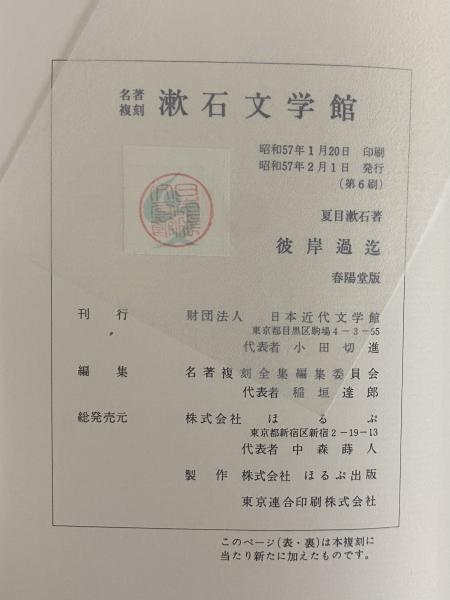 名著
複刻 漱石文学館
昭和57年1月20日 印刷
昭和57年2月1日 発行
(第6刷)
夏目漱石著
彼岸過迄
春陽堂版
刊行 財団法人 日本近代文学館
東京都目黒区駒場4-3-55
代表者 小田切進
編集 名著複刻全集編集委員会
代表者 稲垣達郎
総発売元 株式会社 ほるぷ
東京都新宿区新宿2-19-13
代表者 中森蒔人
製作 株式会社 ほるぷ出版
東京連合印刷株式会社
このページ(表・裏)は本複刻に
当たり新たに加えたものです。